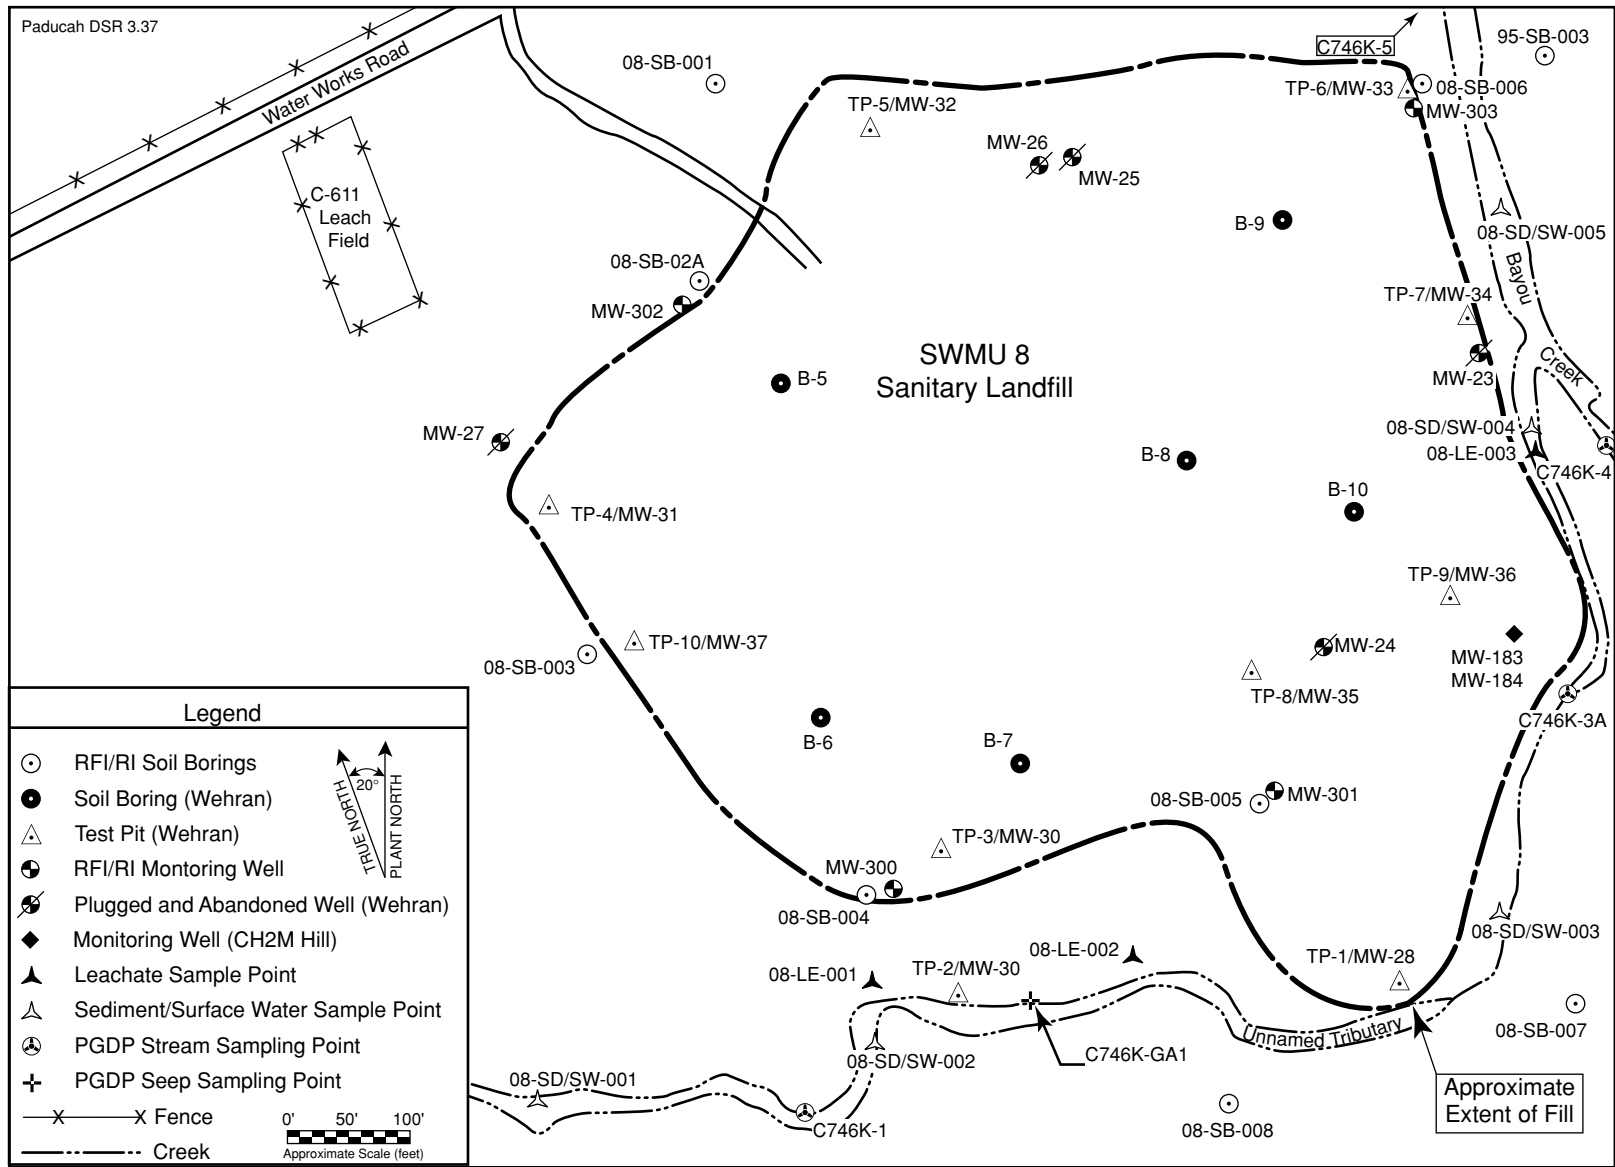 Paducah DSR 3.37
Water Works Road
C-611
Leach
Field
08-SB-001
C746K-5
95-SB-003
TP-5/MW-32
TP-6/MW-33
08-SB-006
MW-303
MW-26
MW-25
B-9
08-SD/SW-005
Bayou
Creek
08-SB-02A
MW-302
TP-7/MW-34
MW-23
SWMU 8
Sanitary Landfill
B-5
MW-27
08-SD/SW-004
08-LE-003
C746K-4
B-8
B-10
TP-4/MW-31
TP-9/MW-36
TP-10/MW-37
08-SB-003
MW-24
MW-183
MW-184
TP-8/MW-35
C746K-3A
B-6
B-7
08-SB-005
MW-301
TP-3/MW-30
MW-300
08-SB-004
08-SD/SW-003
08-LE-002
TP-1/MW-28
08-LE-001
TP-2/MW-30
08-SB-007
Unnamed Tributary
C746K-GA1
08-SD/SW-002
08-SD/SW-001
C746K-1
08-SB-008
Approximate
Extent of Fill
Legend
RFI/RI Soil Borings
Soil Boring (Wehran)
Test Pit (Wehran)
RFI/RI Montoring Well
Plugged and Abandoned Well (Wehran)
Monitoring Well (CH2M Hill)
Leachate Sample Point
Sediment/Surface Water Sample Point
PGDP Stream Sampling Point
PGDP Seep Sampling Point
X X Fence
Creek
TRUE NORTH
20°
PLANT NORTH
0' 50' 100'
Approximate Scale (feet)